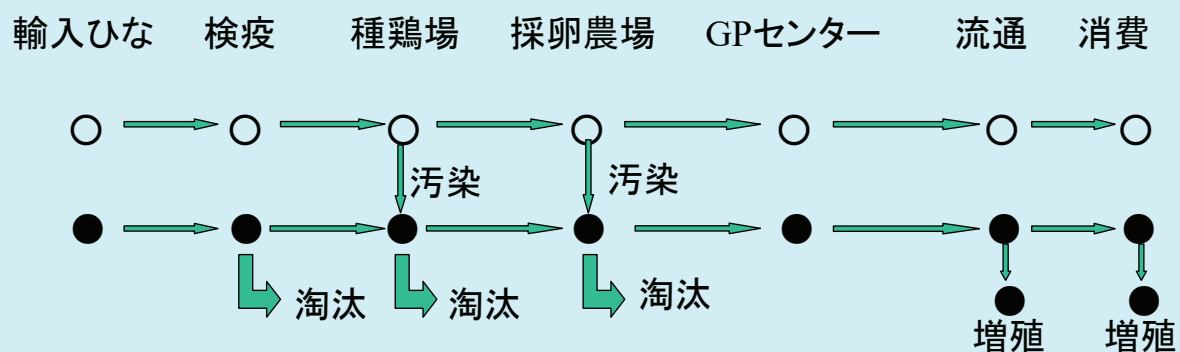 輸入ひな 検疫 種鶏場 採卵農場 GPセンター 流通 消費
汚染 汚染
淘汰 淘汰 淘汰
増殖 増殖